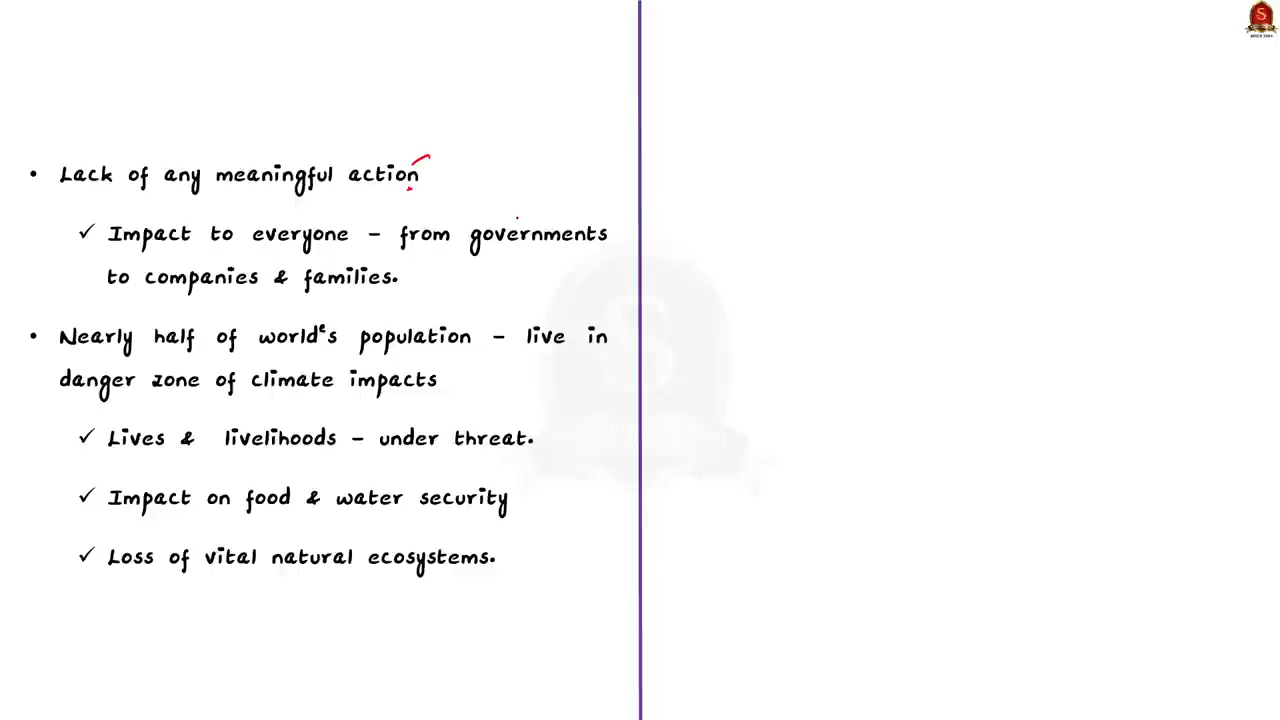 • Lack of any meaningful action
✓ Impact to everyone – from governments
to companies & families.
• Nearly half of world's population – live in
danger zone of climate impacts
✓ Lives & livelihoods – under threat.
✓ Impact on food & water security
✓ Loss of vital natural ecosystems.
S